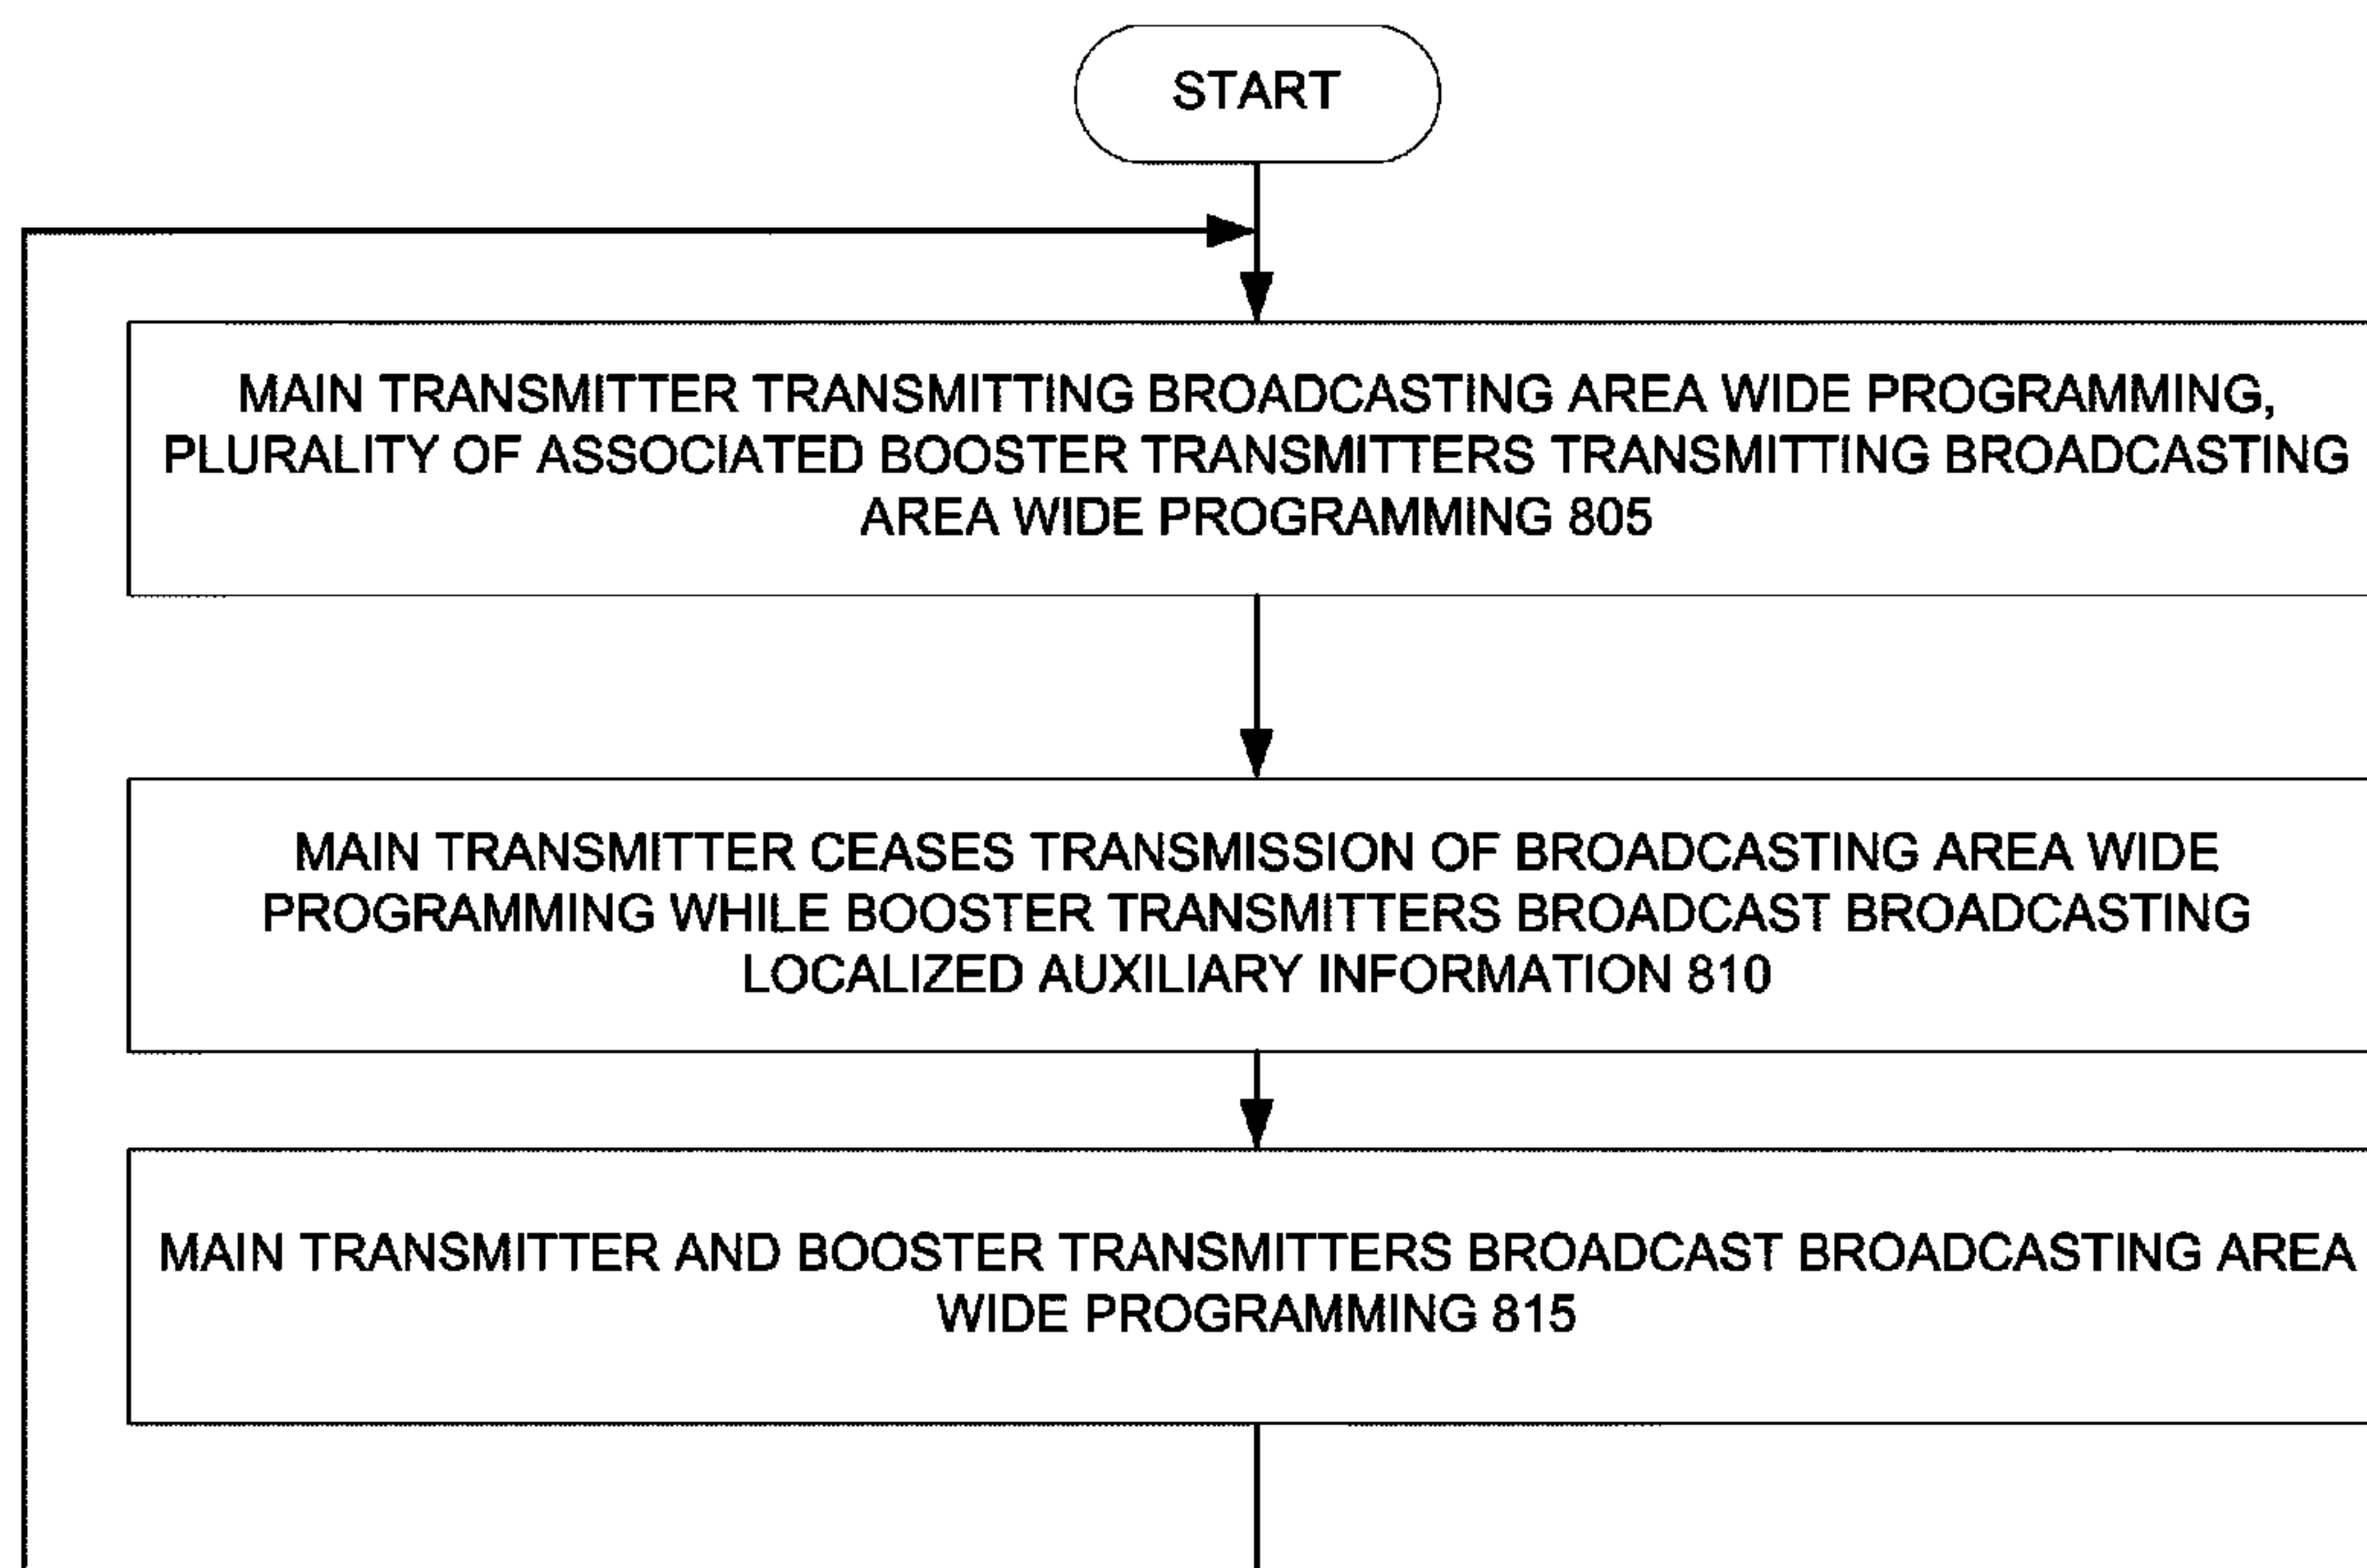 START
MAIN TRANSMITTER TRANSMITTING BROADCASTING AREA WIDE PROGRAMMING,
PLURALITY OF ASSOCIATED BOOSTER TRANSMITTERS TRANSMITTING BROADCASTING
AREA WIDE PROGRAMMING 805
MAIN TRANSMITTER CEASES TRANSMISSION OF BROADCASTING AREA WIDE
PROGRAMMING WHILE BOOSTER TRANSMITTERS BROADCAST BROADCASTING
LOCALIZED AUXILIARY INFORMATION 810
MAIN TRANSMITTER AND BOOSTER TRANSMITTERS BROADCAST BROADCASTING AREA
WIDE PROGRAMMING 815